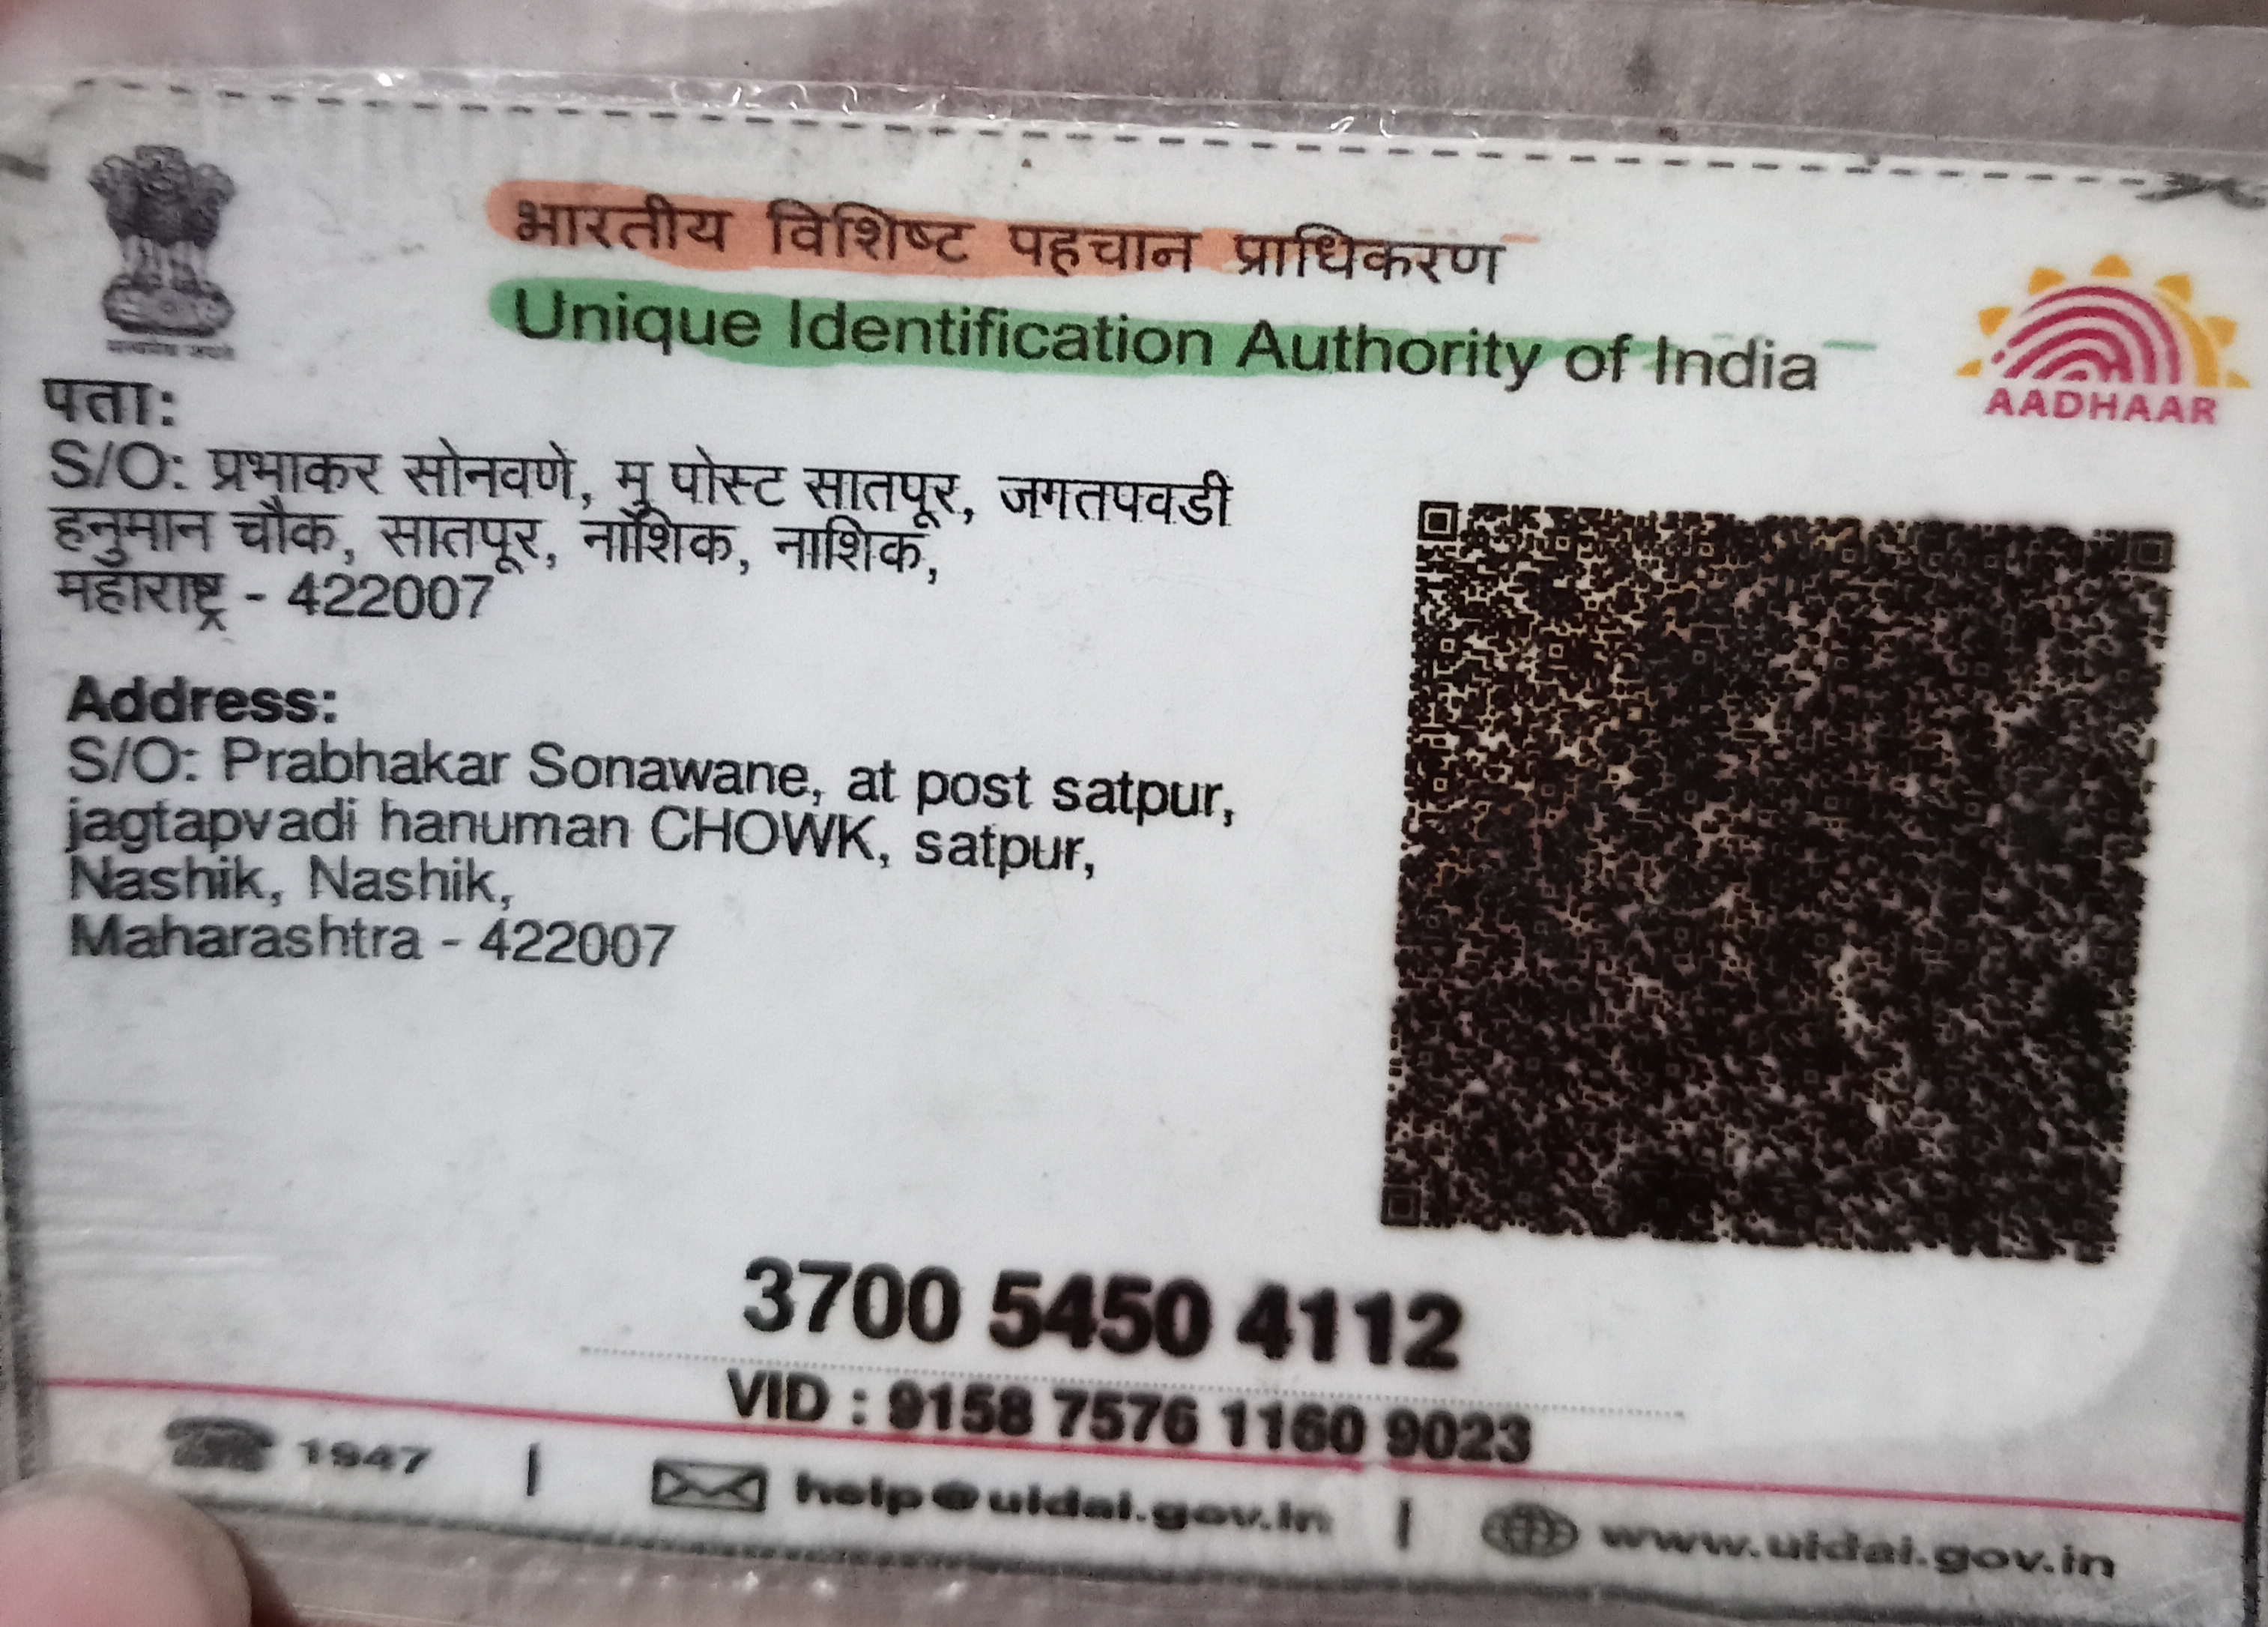 भारतीय विशिष्ट पहचान प्राधिकरण
Unique Identification Authority of India
AADHAAR
पता:
S/O: प्रभाकर सोनवणे, मु पोस्ट सातपूर, जगतपवडी
हनुमान चौक, सातपूर, नाशिक, नाशिक,
महाराष्ट्र - 422007
Address:
S/O: Prabhakar Sonawane, at post satpur,
jagtapvadi hanuman CHOWK, satpur,
Nashik, Nashik,
Maharashtra - 422007
3700 5450 4112
VID : 9158 7576 1160 9023
1947 | help@uidai.gov.in | www.uidai.gov.in